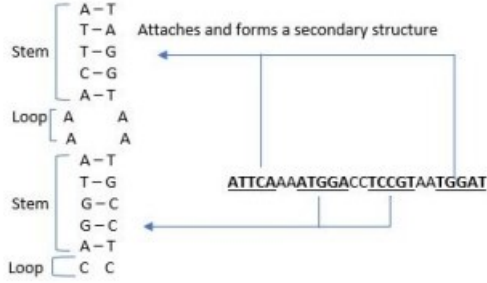 A-T
T-A Attaches and forms a secondary structure
Stem T-G
C-G
A-T
Loop A A
A A
A-T
T-G ATTCAAAATGGACCTCCGTAATGGAT
Stem G-C
G-C
A-T
Loop C C